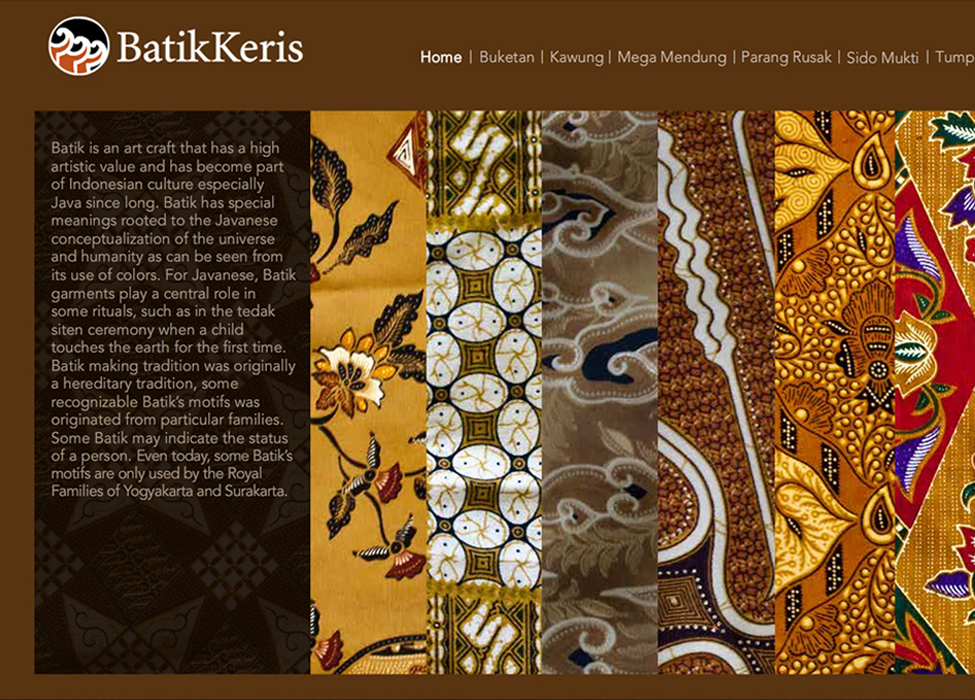 BatikKeris
Home | Buketan | Kawung | Mega Mendung | Parang Rusak | Sido Mukti | Tump
Batik is an art craft that has a high
artistic value and has become part
of Indonesian culture especially
Java since long. Batik has special
meanings rooted to the Javanese
conceptualization of the universe
and humanity as can be seen from
its use of colors. For Javanese, Batik
garments play a central role in
some rituals, such as in the tedak
siten ceremony when a child
touches the earth for the first time.
Batik making tradition was originally
a hereditary tradition, some
recognizable Batik's motifs was
originated from particular families.
Some Batik may indicate the status
of a person. Even today, some Batik's
motifs are only used by the Royal
Families of Yogyakarta and Surakarta.